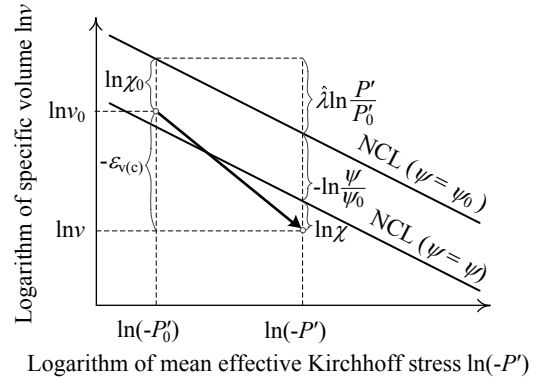 Logarithm of specific volume lnv
lnχ₀
λ̂ln P′/P′₀
lnv₀
NCL (ψ = ψ₀)
-εᵥ₍c₎
-ln ψ/ψ₀
lnv
lnχ
NCL (ψ = ψ)
ln(-P′₀)
ln(-P′)
Logarithm of mean effective Kirchhoff stress ln(-P′)